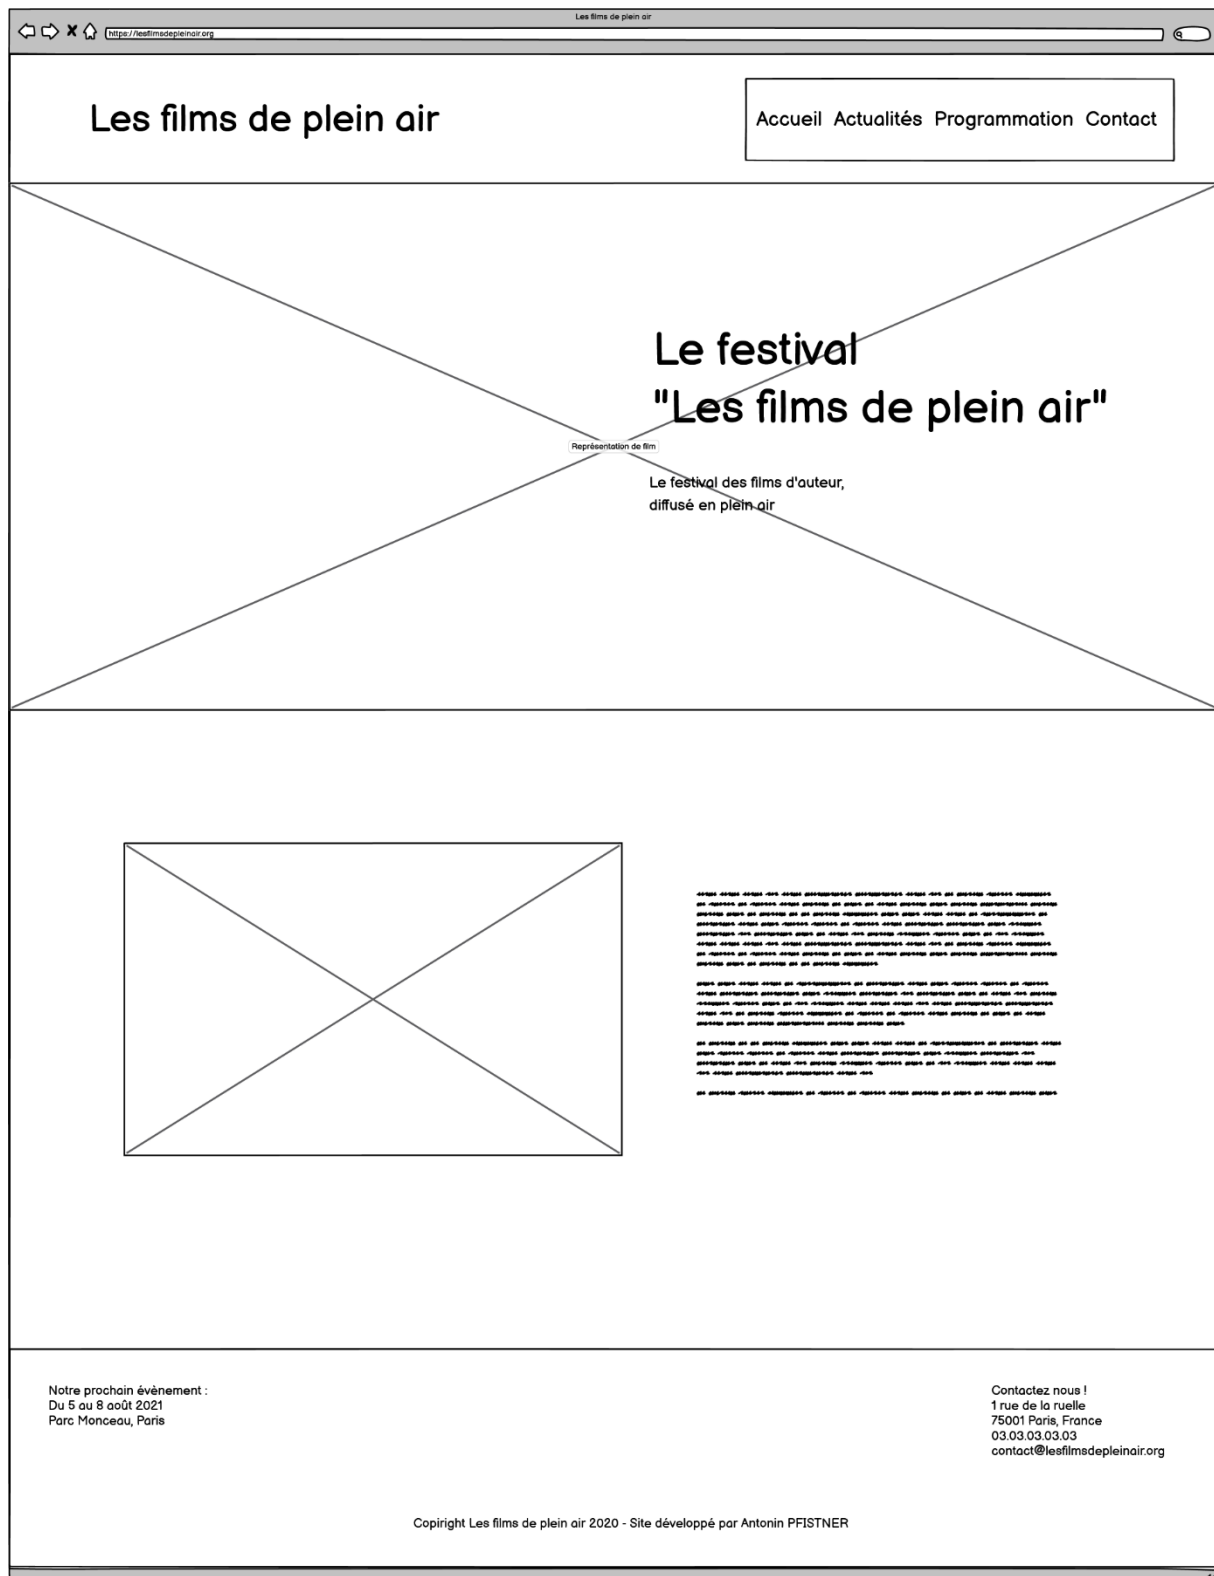 Les films de plein air
https://lesfilmsdepleinair.org
Les films de plein air
Accueil Actualités Programmation Contact
Le festival
"Les films de plein air"
Représentation de film
Le festival des films d'auteur,
diffusé en plein air
Notre prochain évènement :
Du 5 au 8 août 2021
Parc Monceau, Paris
Contactez nous !
1 rue de la ruelle
75001 Paris, France
03.03.03.03.03
contact@lesfilmsdepleinair.org
Copiright Les films de plein air 2020 - Site développé par Antonin PFISTNER